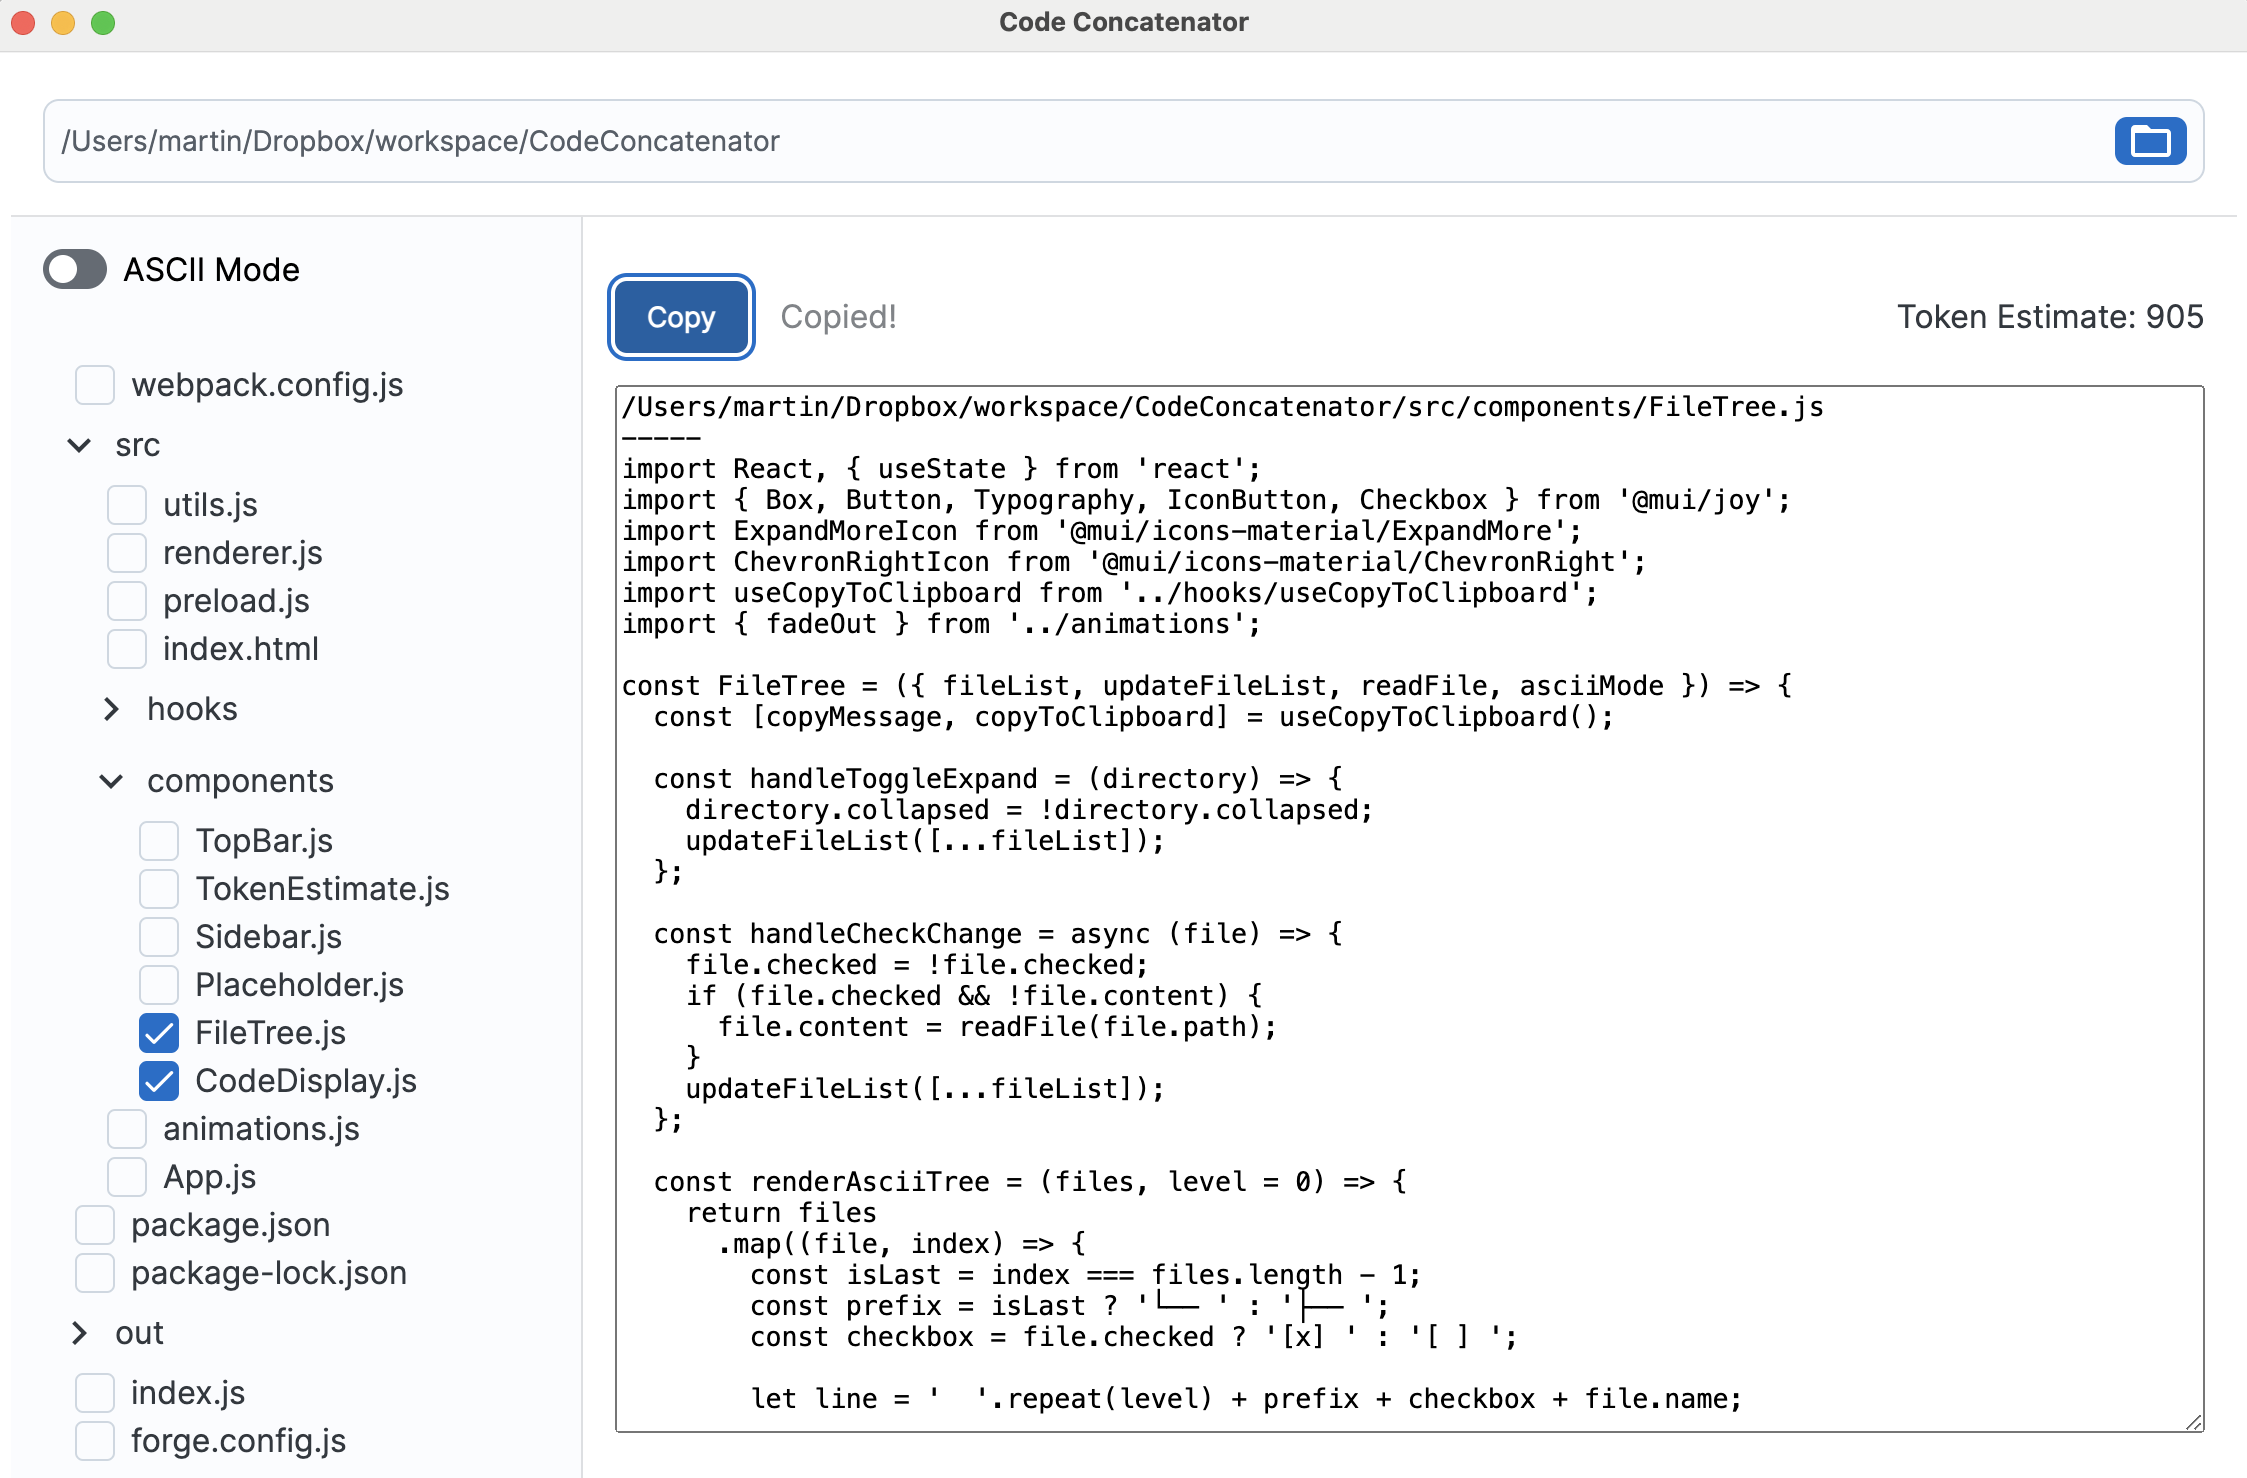 Code Concatenator
/Users/martin/Dropbox/workspace/CodeConcatenator
ASCII Mode
webpack.config.js
src
utils.js
renderer.js
preload.js
index.html
hooks
components
TopBar.js
TokenEstimate.js
Sidebar.js
Placeholder.js
FileTree.js
CodeDisplay.js
animations.js
App.js
package.json
package-lock.json
out
index.js
forge.config.js
Copy
Copied!
Token Estimate: 905
/Users/martin/Dropbox/workspace/CodeConcatenator/src/components/FileTree.js
-----
import React, { useState } from 'react';
import { Box, Button, Typography, IconButton, Checkbox } from '@mui/joy';
import ExpandMoreIcon from '@mui/icons-material/ExpandMore';
import ChevronRightIcon from '@mui/icons-material/ChevronRight';
import useCopyToClipboard from '../hooks/useCopyToClipboard';
import { fadeOut } from '../animations';

const FileTree = ({ fileList, updateFileList, readFile, asciiMode }) => {
  const [copyMessage, copyToClipboard] = useCopyToClipboard();

  const handleToggleExpand = (directory) => {
    directory.collapsed = !directory.collapsed;
    updateFileList([...fileList]);
  };

  const handleCheckChange = async (file) => {
    file.checked = !file.checked;
    if (file.checked && !file.content) {
      file.content = readFile(file.path);
    }
    updateFileList([...fileList]);
  };

  const renderAsciiTree = (files, level = 0) => {
    return files
      .map((file, index) => {
        const isLast = index === files.length - 1;
        const prefix = isLast ? '└── ' : '├── ';
        const checkbox = file.checked ? '[x] ' : '[ ] ';

        let line = '  '.repeat(level) + prefix + checkbox + file.name;